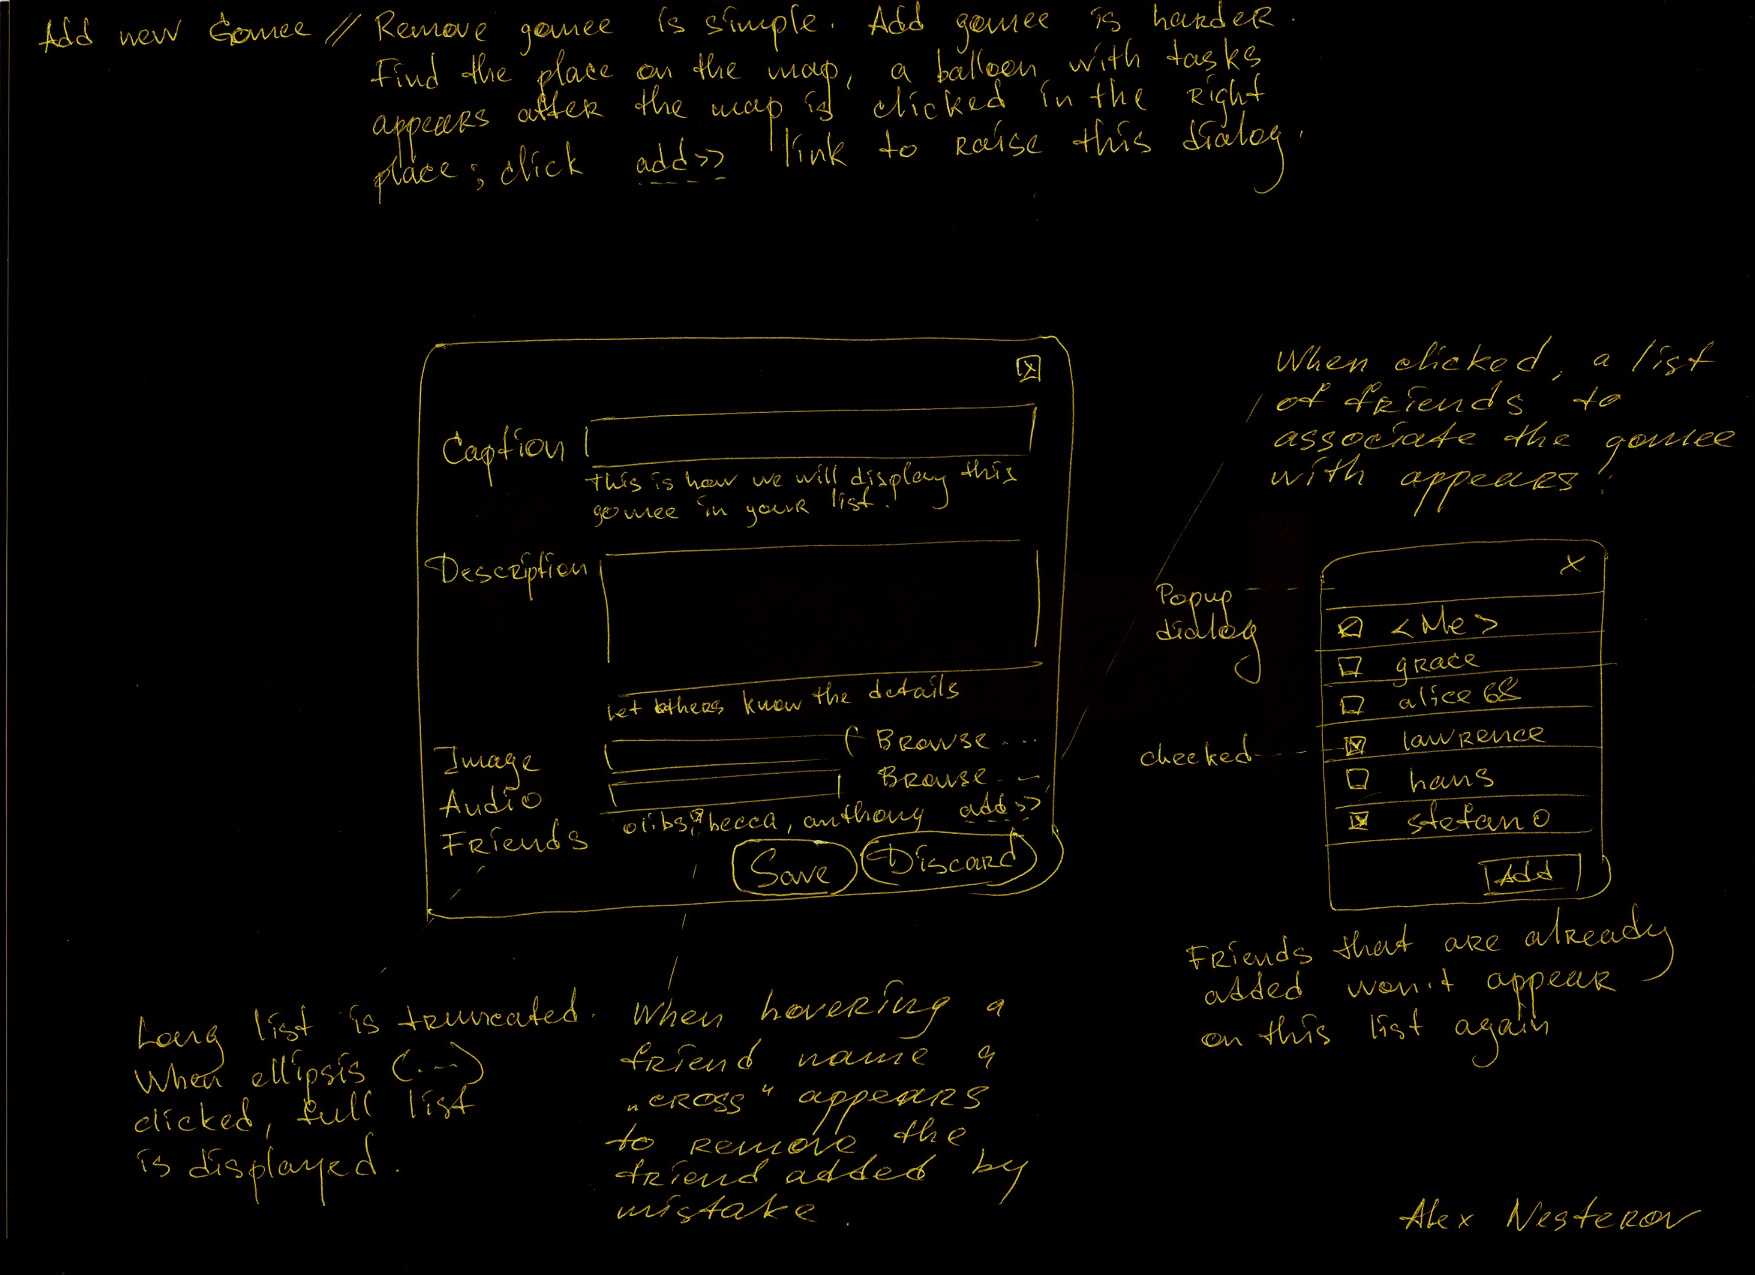 Add new Gomee // Remove gomee is simple. Add gomee is harder.
Find the place on the map, a balloon with tasks
appears after the map is clicked in the right
place; click add>> link to raise this dialog.
x
Caption
This is how we will display this
gomee in your list.
Description
Let others know the details
Image
Browse ...
Audio
Browse ...
Friends
becca, anthony add>>
Save
Discard
When clicked, a list
of friends to
associate the gomee
with appears.
Popup
dialog
checked
x
<Me>
grace
alice68
lawrence
hans
stefano
Add
Friends that are already
added won't appear
on this list again
Long list is truncated.
When ellipsis (...)
clicked, full list
is displayed.
When hovering a
friend name a
„cross“ appears
to remove the
friend added by
mistake.
Alex Nesterov